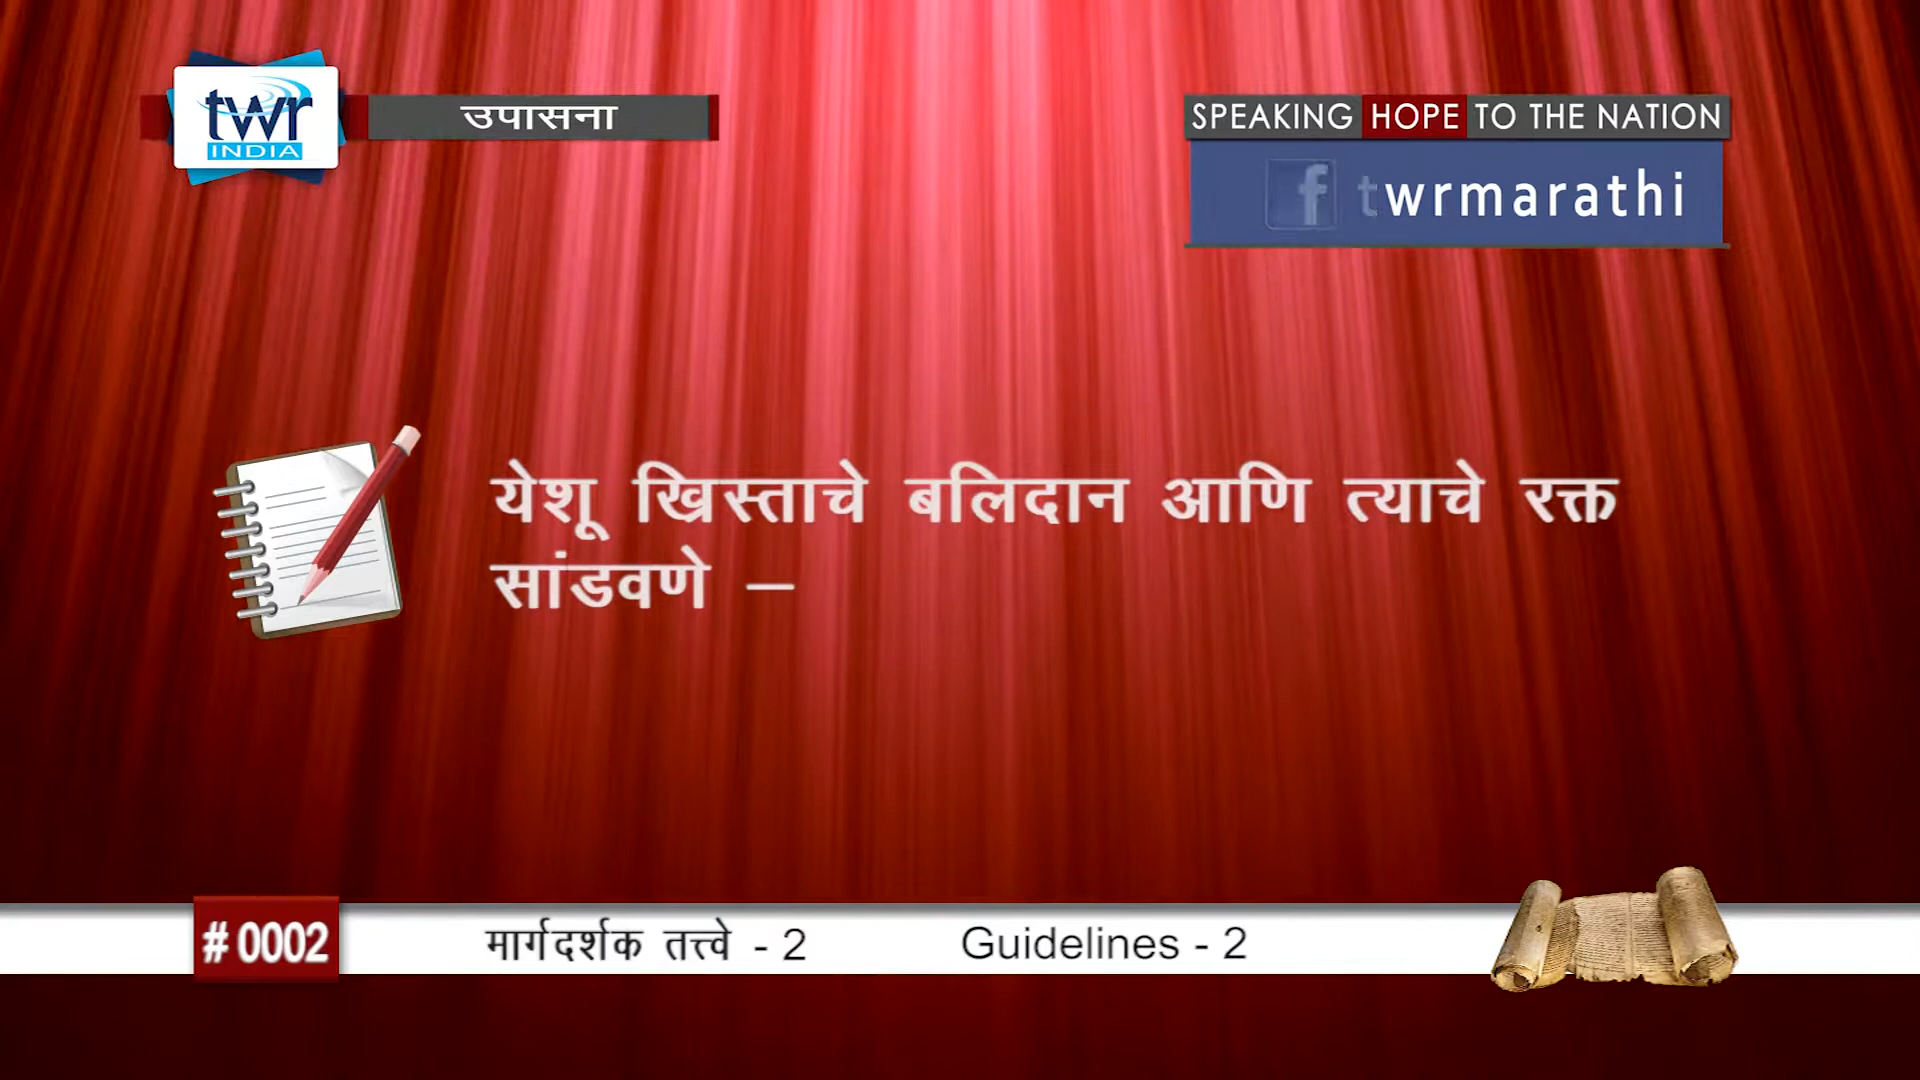 twr
INDIA
उपासना
SPEAKING HOPE TO THE NATION
f twrmarathi
येशू ख्रिस्ताचे बलिदान आणि त्याचे रक्त
सांडवणे –
#0002
मार्गदर्शक तत्त्वे - 2
Guidelines - 2